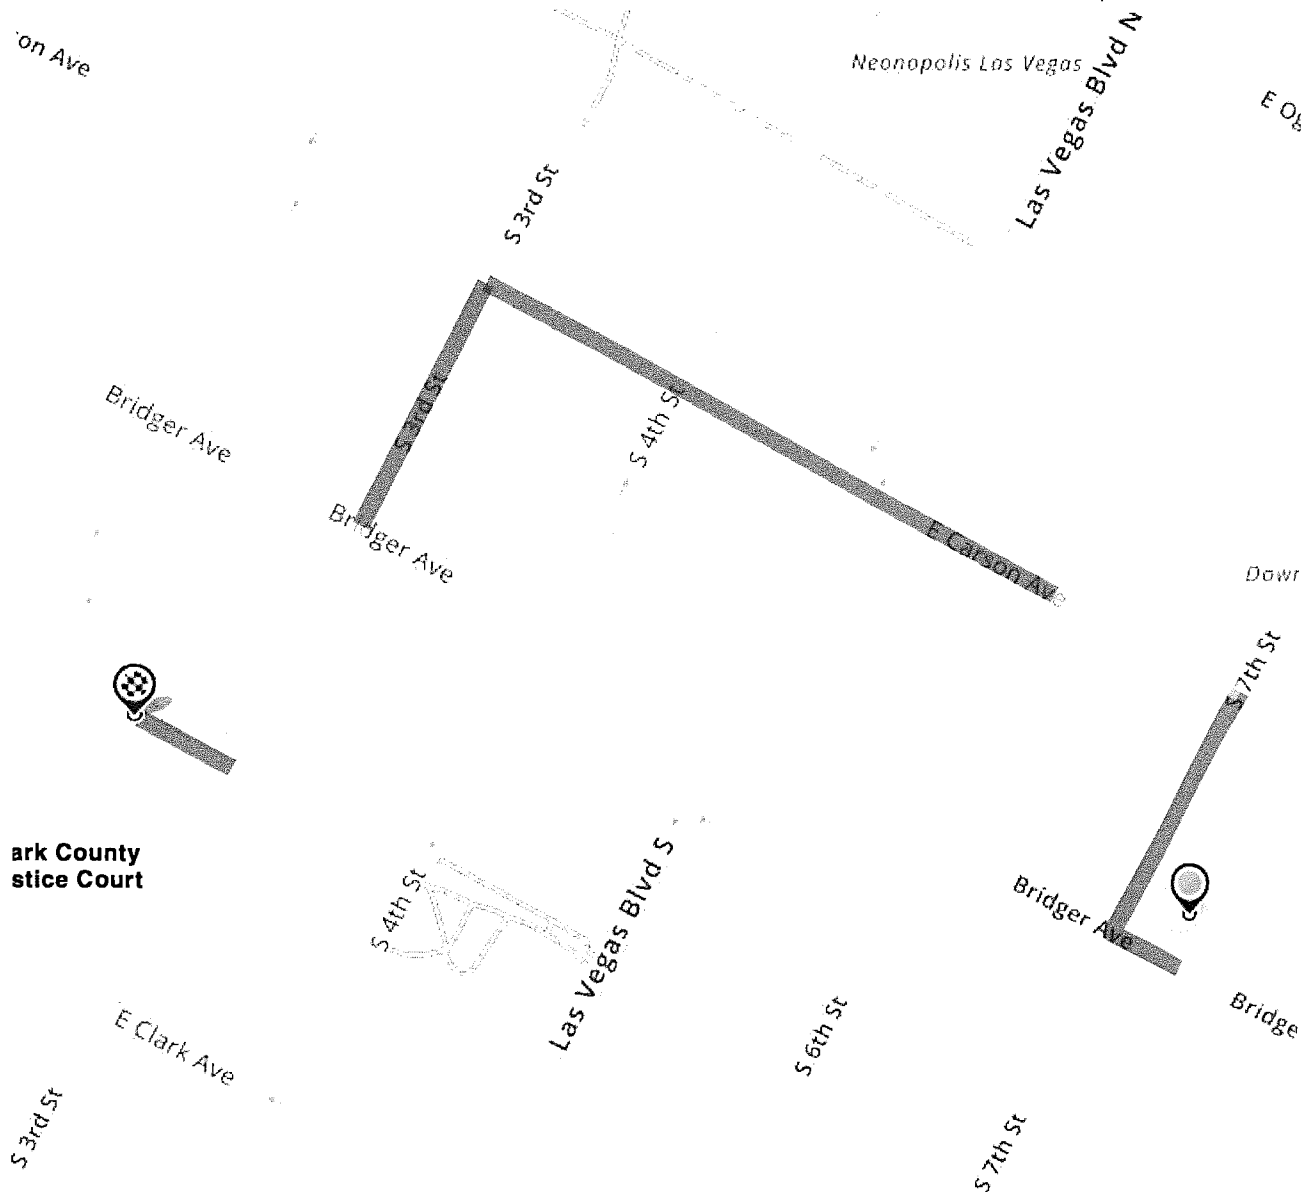 on Ave
Neonopolis Las Vegas
Las Vegas Blvd N
E Og
S 3rd St
Bridger Ave
S 3rd St
S 4th St
Bridger Ave
E Carson Ave
Down
S 7th St
ark County
stice Court
S 4th St
Las Vegas Blvd S
Bridger Ave
Bridge
E Clark Ave
S 6th St
S 3rd St
S 7th St